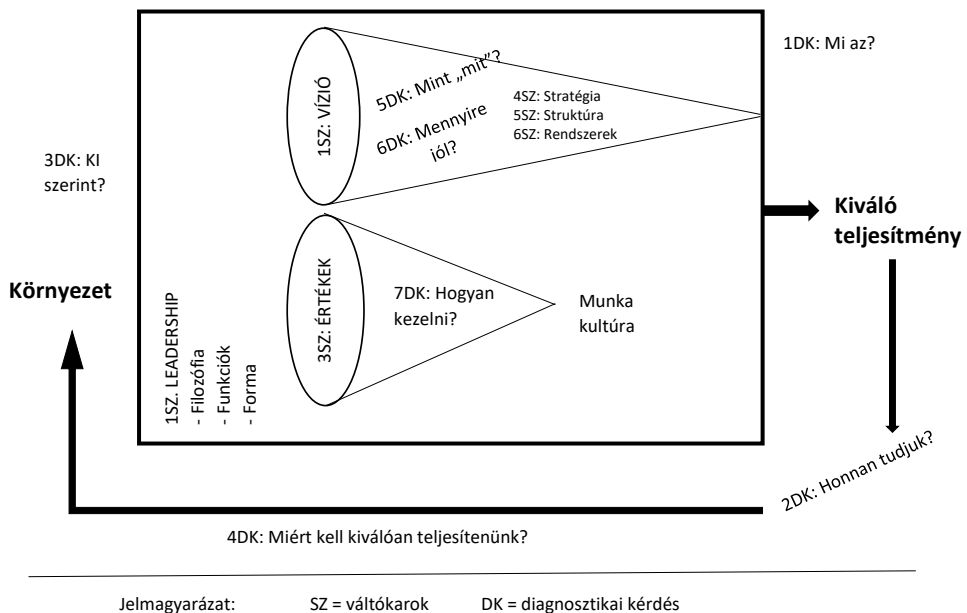 1DK: Mi az?
5DK: Mint „mit”?
6DK: Mennyire
iól?
1SZ: VÍZIÓ
4SZ: Stratégia
5SZ: Struktúra
6SZ: Rendszerek
3DK: KI
szerint?
Kiváló
teljesítmény
Környezet
1SZ. LEADERSHIP
- Filozófia
- Funkciók
- Forma
3SZ: ÉRTÉKEK
7DK: Hogyan
kezelni?
Munka
kultúra
2DK: Honnan tudjuk?
4DK: Miért kell kiválóan teljesítenünk?
Jelmagyarázat: SZ = váltókarok DK = diagnosztikai kérdés